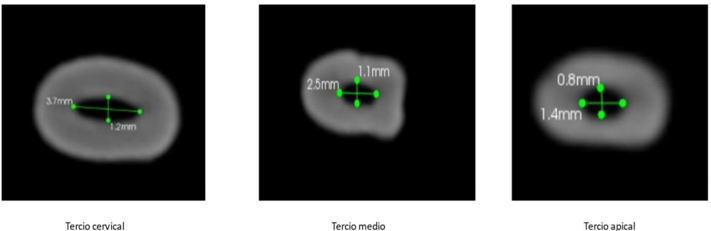 3.7mm
1.2mm
2.5mm
1.1mm
0.8mm
1.4mm
Tercio cervical
Tercio medio
Tercio apical